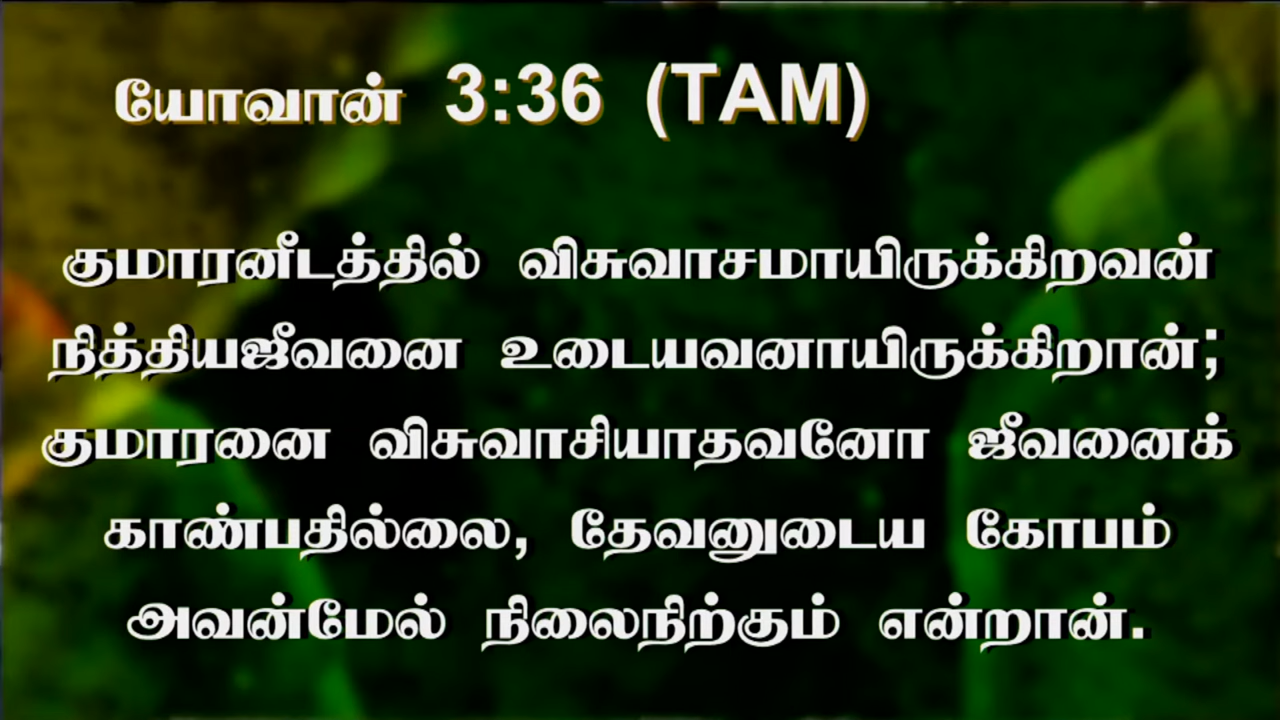 யோவான் 3:36 (TAM)
குமாரனீடத்தில் விசுவாசமாயிருக்கிறவன்
நித்தியஜீவனை உடையவனாயிருக்கிறான்;
குமாரனை விசுவாசியாதவனோ ஜீவனைக்
காண்பதில்லை, தேவனுடைய கோபம்
அவன்மேல் நிலைநிற்கும் என்றான்.